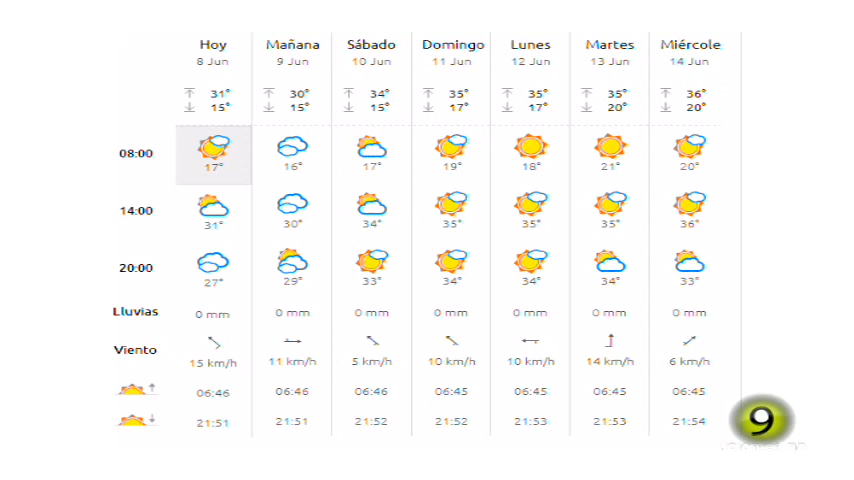 Hoy Mañana Sábado Domingo Lunes Martes Miércole
8 Jun 9 Jun 10 Jun 11 Jun 12 Jun 13 Jun 14 Jun
31° 30° 34° 35° 35° 35° 36°
15° 15° 15° 17° 17° 20° 20°
08:00 17° 16° 17° 19° 18° 21° 20°
14:00 31° 30° 34° 35° 35° 35° 36°
20:00 27° 29° 33° 34° 34° 34° 33°
Lluvias 0 mm 0 mm 0 mm 0 mm 0 mm 0 mm 0 mm
Viento 15 km/h 11 km/h 5 km/h 10 km/h 10 km/h 14 km/h 6 km/h
06:46 06:46 06:46 06:45 06:45 06:45 06:45
21:51 21:51 21:52 21:52 21:53 21:53 21:54
9